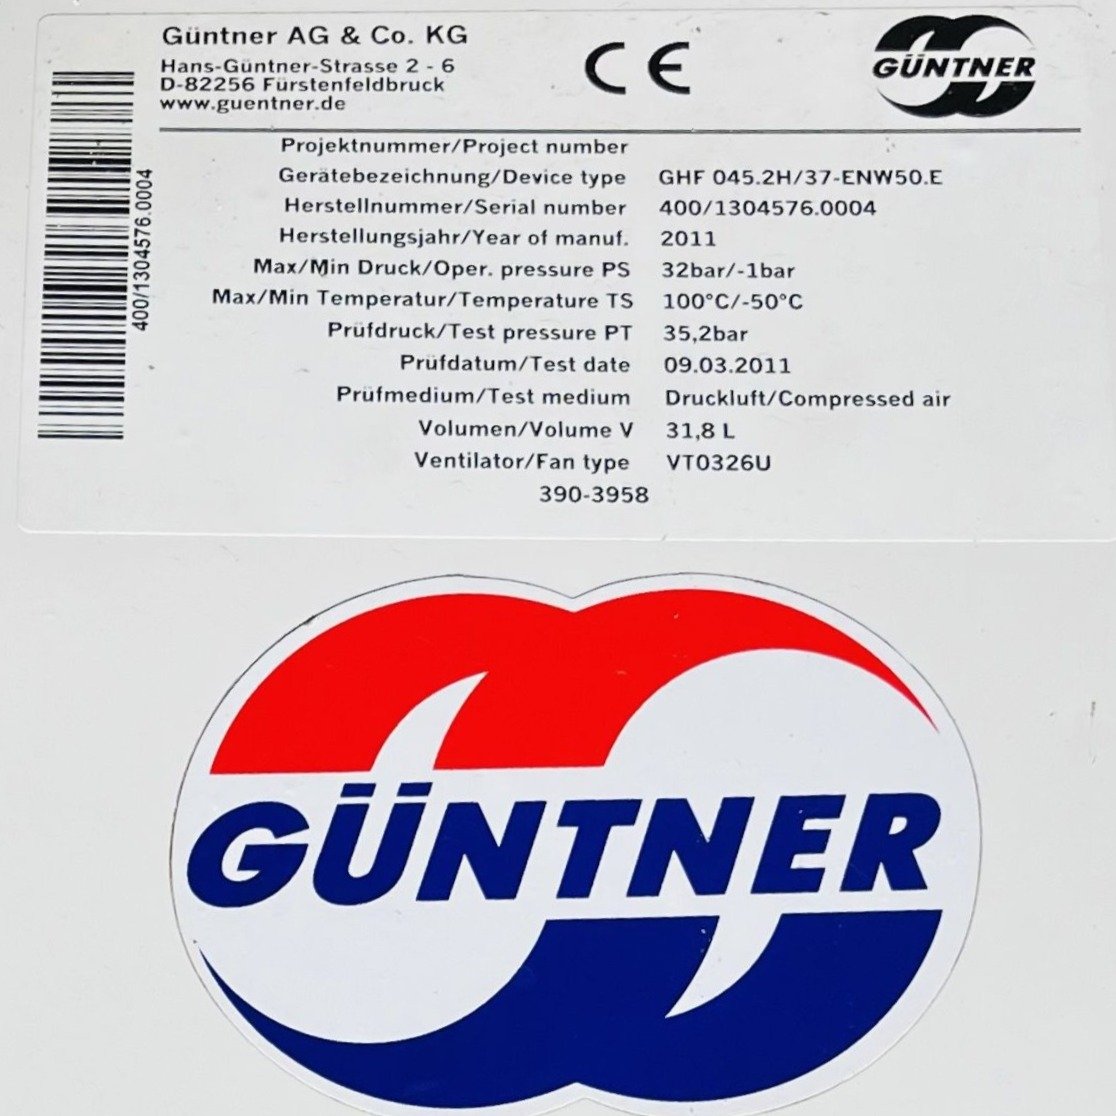 Güntner AG & Co. KG
Hans-Güntner-Strasse 2 - 6
D-82256 Fürstenfeldbruck
www.guentner.de
CE
GÜNTNER
400/1304576.0004
Projektnummer/Project number
Gerätebezeichnung/Device type GHF 045.2H/37-ENW50.E
Herstellnummer/Serial number 400/1304576.0004
Herstellungsjahr/Year of manuf. 2011
Max/Min Druck/Oper. pressure PS 32bar/-1bar
Max/Min Temperatur/Temperature TS 100°C/-50°C
Prüfdruck/Test pressure PT 35,2bar
Prüfdatum/Test date 09.03.2011
Prüfmedium/Test medium Druckluft/Compressed air
Volumen/Volume V 31,8 L
Ventilator/Fan type VT0326U
390-3958
GÜNTNER